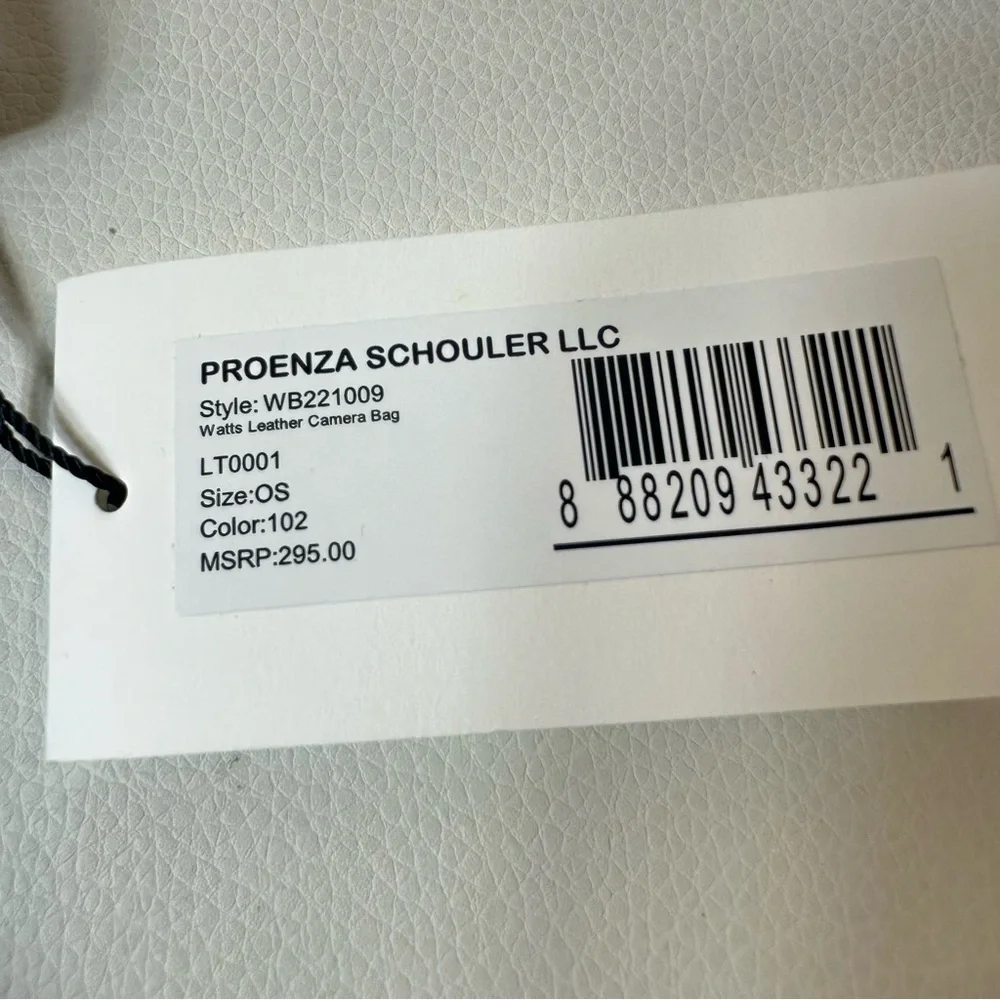 PROENZA SCHOULER LLC
Style: WB221009
Watts Leather Camera Bag
LT0001
Size:OS
Color:102
MSRP:295.00
8 88209 43322 1